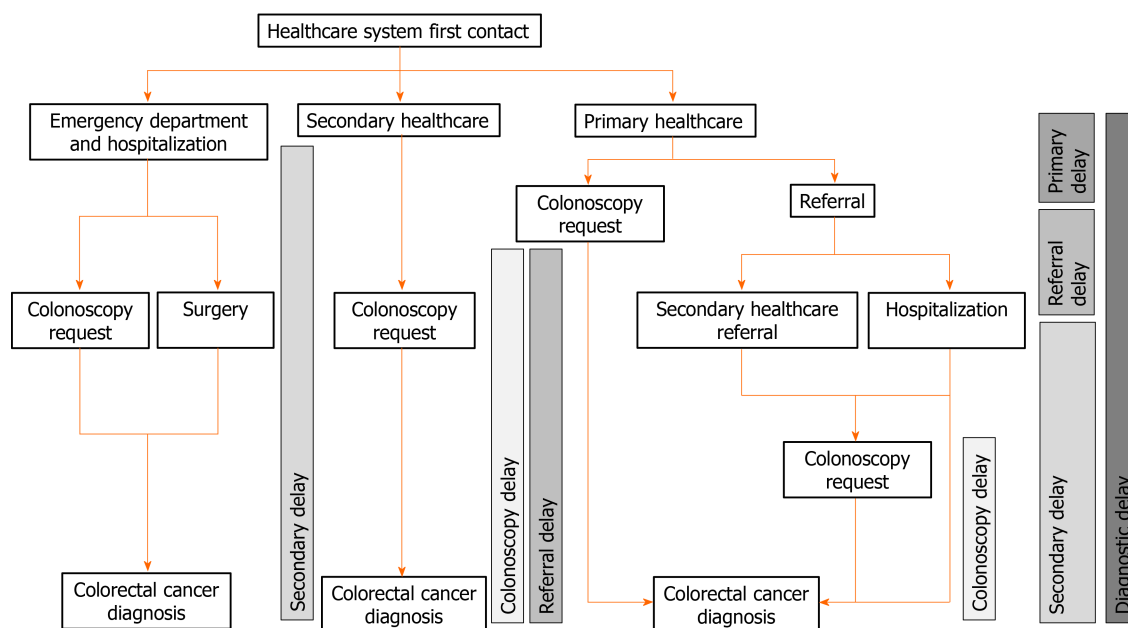 Healthcare system first contact
Emergency department
and hospitalization
Secondary healthcare
Primary healthcare
Colonoscopy
request
Referral
Colonoscopy
request
Surgery
Colonoscopy
request
Secondary healthcare
referral
Hospitalization
Colonoscopy
request
Colorectal cancer
diagnosis
Colorectal cancer
diagnosis
Colorectal cancer
diagnosis
Secondary delay
Colonoscopy delay
Referral delay
Colonoscopy delay
Primary
delay
Referral
delay
Secondary delay
Diagnostic delay